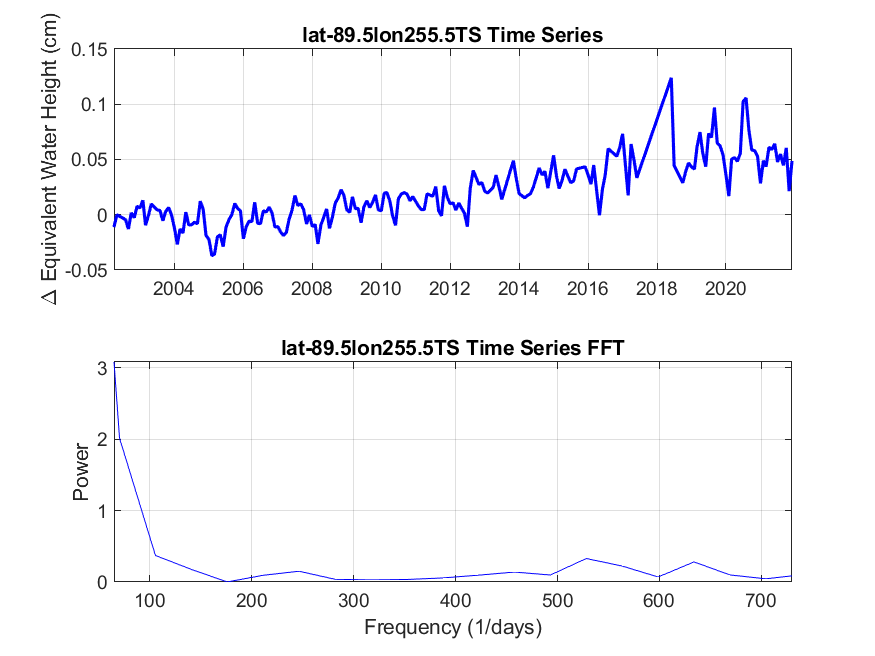 lat-89.5lon255.5TS Time Series
Δ Equivalent Water Height (cm)
0.15
0.1
0.05
0
-0.05
2004 2006 2008 2010 2012 2014 2016 2018 2020
lat-89.5lon255.5TS Time Series FFT
Power
3
2
1
0
100 200 300 400 500 600 700
Frequency (1/days)